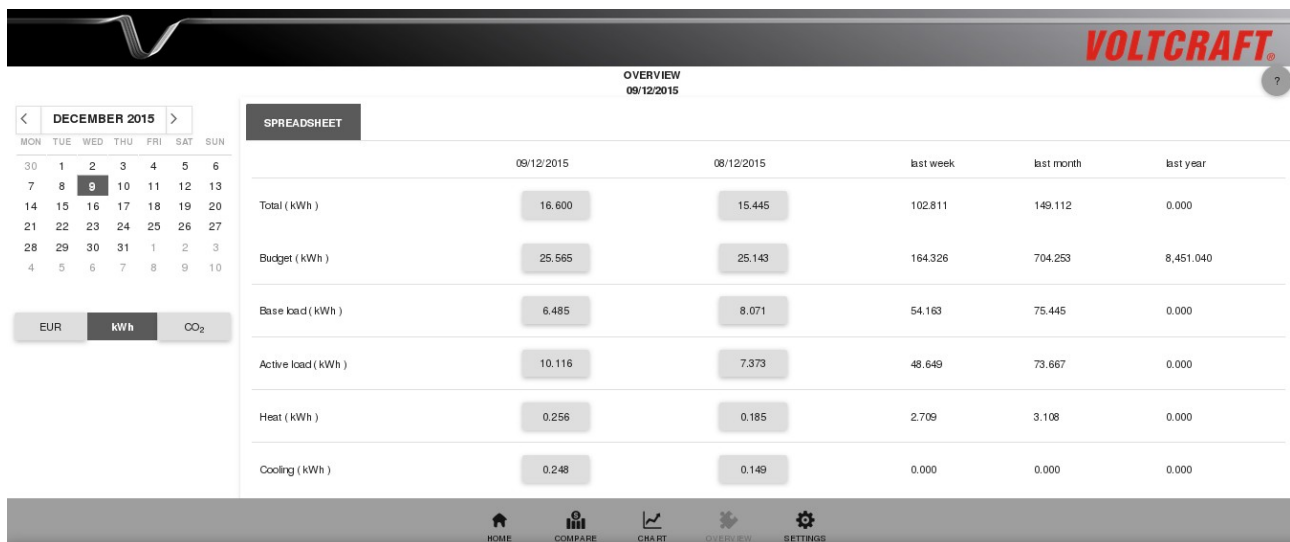 VOLTCRAFT®
OVERVIEW
09/12/2015
?
< DECEMBER 2015 >
MON TUE WED THU FRI SAT SUN
30 1 2 3 4 5 6
7 8 9 10 11 12 13
14 15 16 17 18 19 20
21 22 23 24 25 26 27
28 29 30 31 1 2 3
4 5 6 7 8 9 10
EUR kWh CO₂
SPREADSHEET
09/12/2015 08/12/2015 last week last month last year
Total ( kWh ) 16.600 15.445 102.811 149.112 0.000
Budget ( kWh ) 25.565 25.143 164.326 704.253 8,451.040
Base load ( kWh ) 6.485 8.071 54.163 75.445 0.000
Active load ( kWh ) 10.116 7.373 48.649 73.667 0.000
Heat ( kWh ) 0.256 0.185 2.709 3.108 0.000
Cooling ( kWh ) 0.248 0.149 0.000 0.000 0.000
HOME COMPARE CHART OVERVIEW SETTINGS